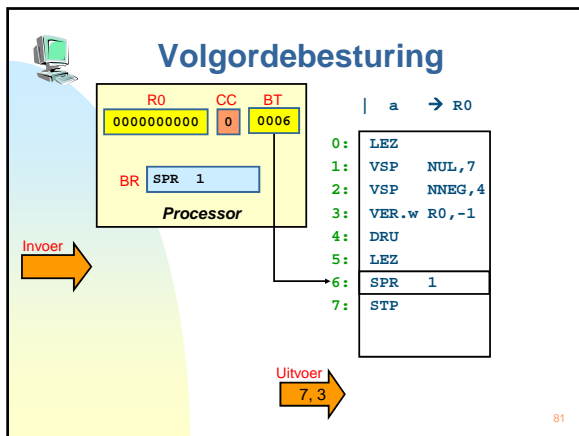 Volgordebesturing
R0 CC BT
0000000000 0 0006
BR SPR 1
Processor
| a → R0
0: LEZ
1: VSP NUL,7
2: VSP NNEG,4
3: VER.w R0,-1
4: DRU
5: LEZ
6: SPR 1
7: STP
Invoer
Uitvoer
7, 3
81